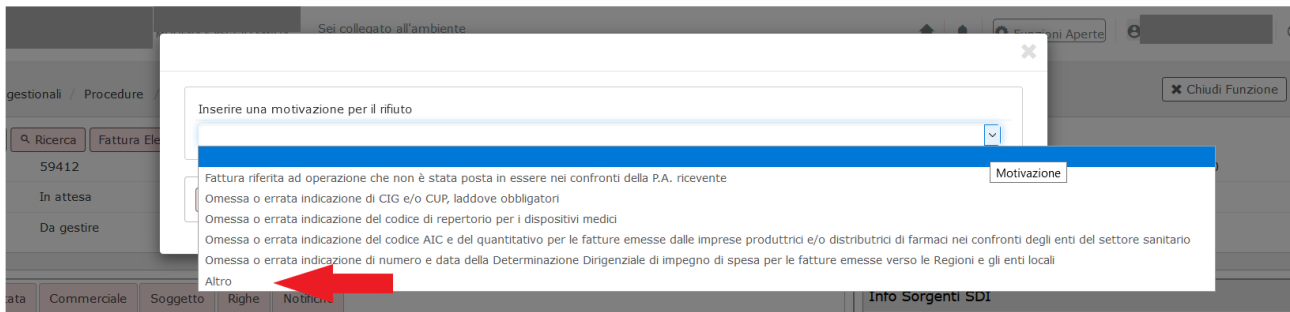 Sei collegato all'ambiente
Funzioni Aperte
gestionali / Procedure /
Chiudi Funzione
Inserire una motivazione per il rifiuto
Ricerca
Fattura Ele
59412
In attesa
Da gestire
Motivazione
Fattura riferita ad operazione che non è stata posta in essere nei confronti della P.A. ricevente
Omessa o errata indicazione di CIG e/o CUP, laddove obbligatori
Omessa o errata indicazione del codice di repertorio per i dispositivi medici
Omessa o errata indicazione del codice AIC e del quantitativo per le fatture emesse dalle imprese produttrici e/o distributrici di farmaci nei confronti degli enti del settore sanitario
Omessa o errata indicazione di numero e data della Determinazione Dirigenziale di impegno di spesa per le fatture emesse verso le Regioni e gli enti locali
Altro
Commerciale
Soggetto
Righe
Notifiche
Info Sorgenti SDI